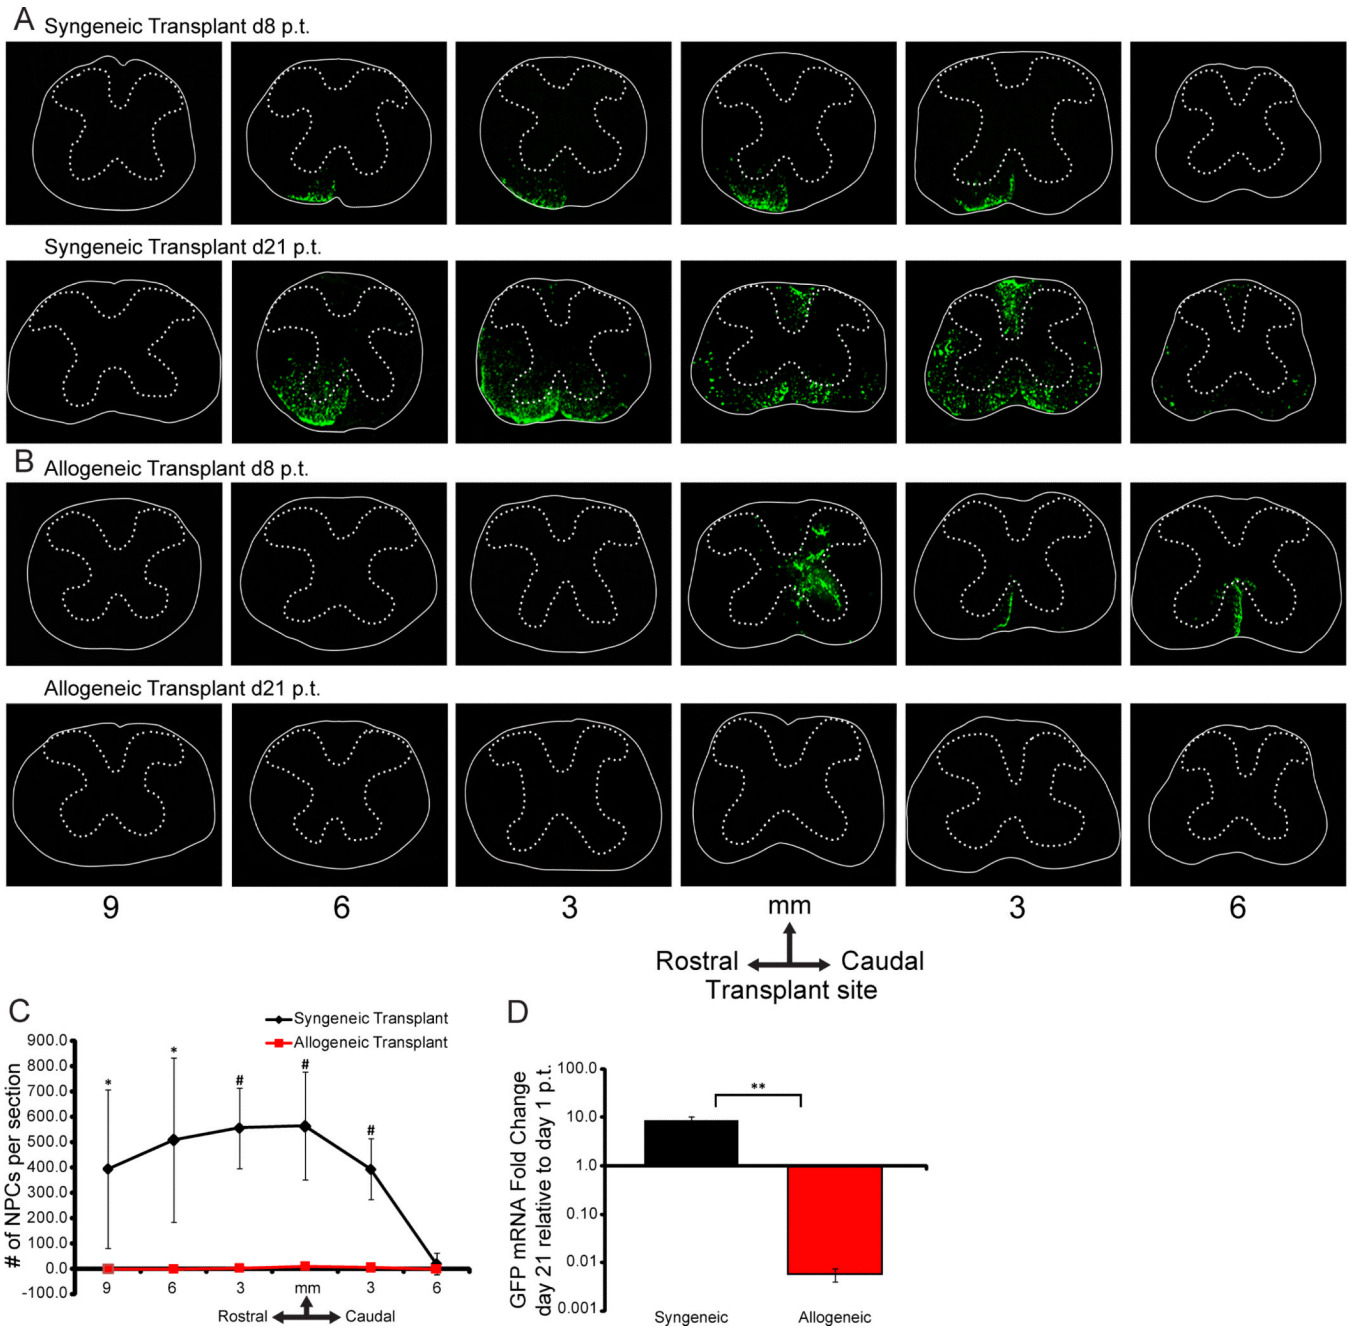 A Syngeneic Transplant d8 p.t.
Syngeneic Transplant d21 p.t.
B Allogeneic Transplant d8 p.t.
Allogeneic Transplant d21 p.t.
9 6 3 mm 3 6
Rostral Caudal
Transplant site
C
Syngeneic Transplant
Allogeneic Transplant
# of NPCs per section
900.0
800.0
700.0
600.0
500.0
400.0
300.0
200.0
100.0
0.0
-100.0
* * # # #
9 6 3 mm 3 6
Rostral Caudal
D
GFP mRNA Fold Change
day 21 relative to day 1 p.t.
100.0
10.0
1.0
0.10
0.01
0.001
**
Syngeneic Allogeneic